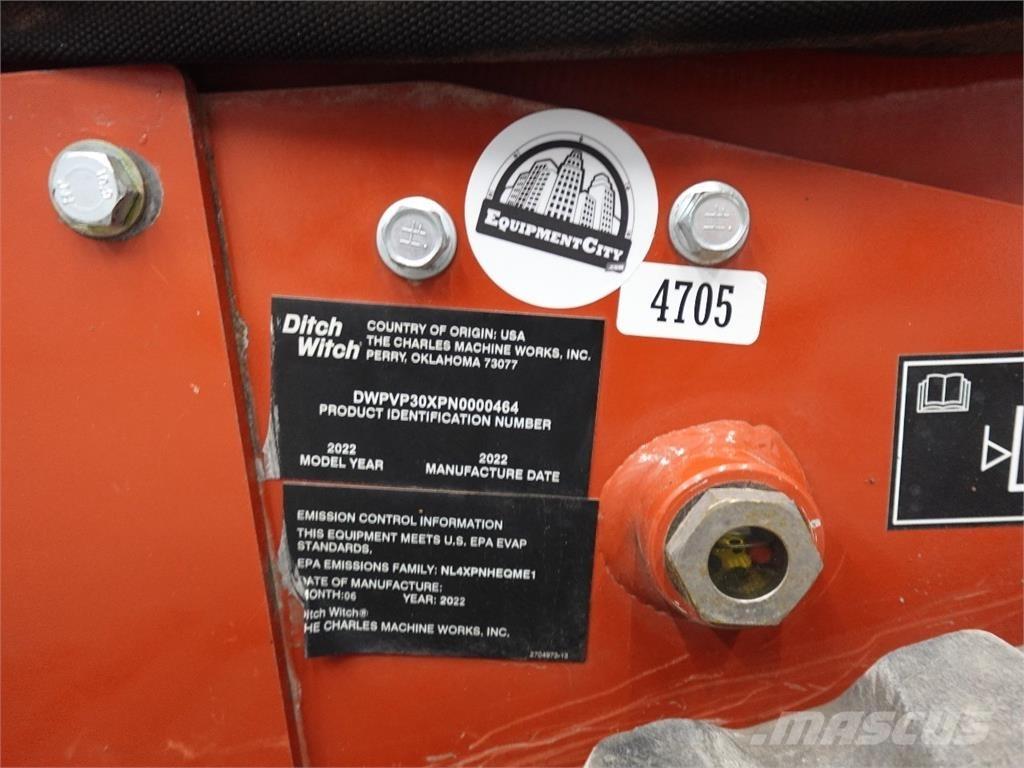 EQUIPMENTCITY
.COM
4705
Ditch
Witch
COUNTRY OF ORIGIN: USA
THE CHARLES MACHINE WORKS, INC.
PERRY, OKLAHOMA 73077
DWPVP30XPN0000464
PRODUCT IDENTIFICATION NUMBER
2022
MODEL YEAR
2022
MANUFACTURE DATE
EMISSION CONTROL INFORMATION
THIS EQUIPMENT MEETS U.S. EPA EVAP
STANDARDS.
EPA EMISSIONS FAMILY: NL4XPNHEQME1
DATE OF MANUFACTURE:
MONTH:06 YEAR: 2022
Ditch Witch®
THE CHARLES MACHINE WORKS, INC.
MASCUS